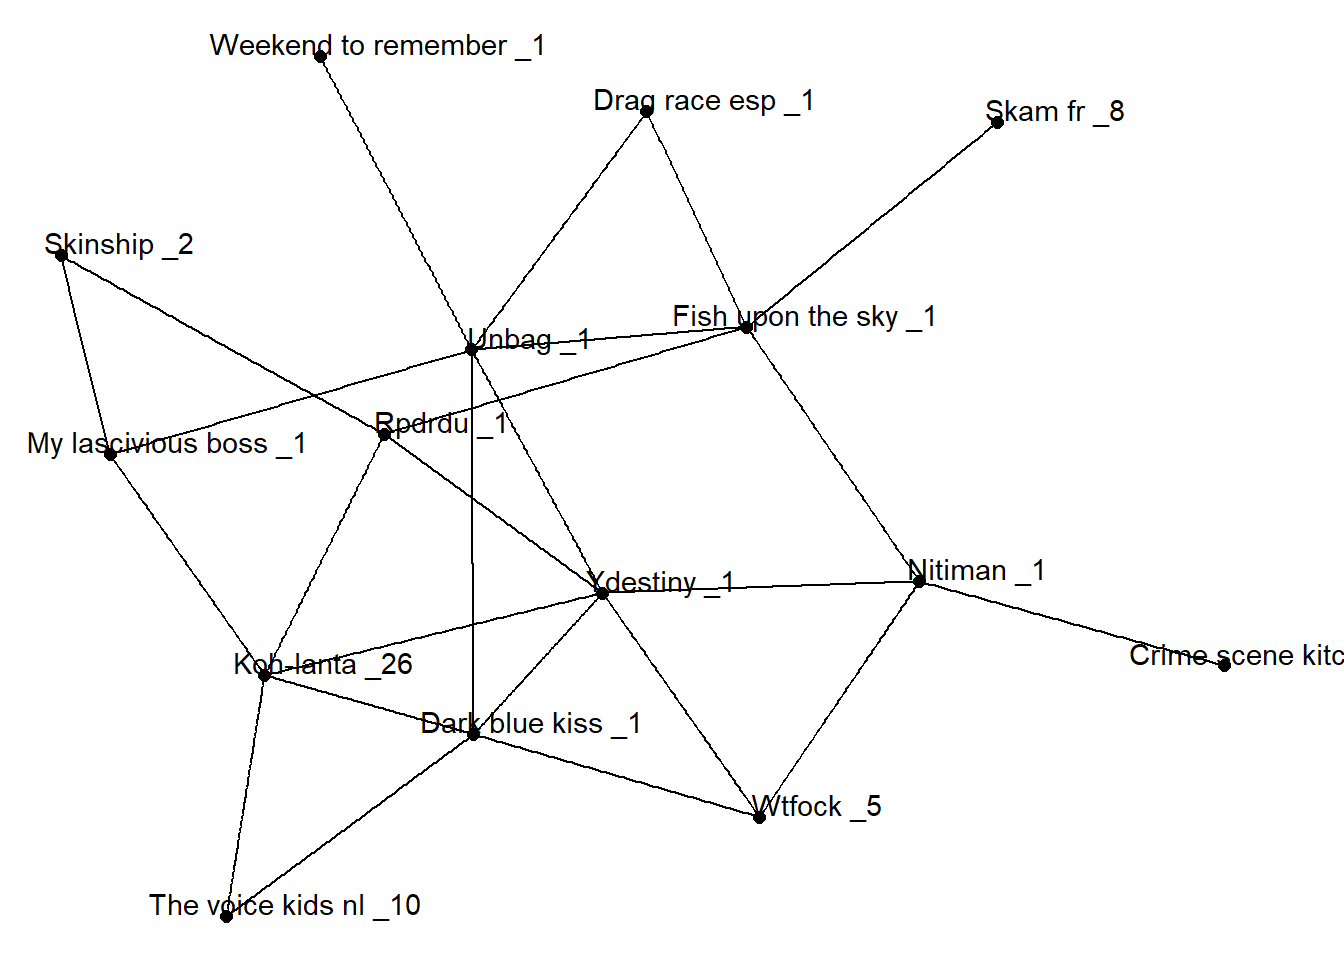 Weekend to remember _1
Drag race esp _1
Skam fr _8
Skinship _2
Fish upon the sky _1
Unbag _1
Rpdrdu _1
My lascivious boss _1
Nitiman _1
Ydestiny _1
Crime scene kitc
Koh-lanta _26
Dark blue kiss _1
Wtfock _5
The voice kids nl _10